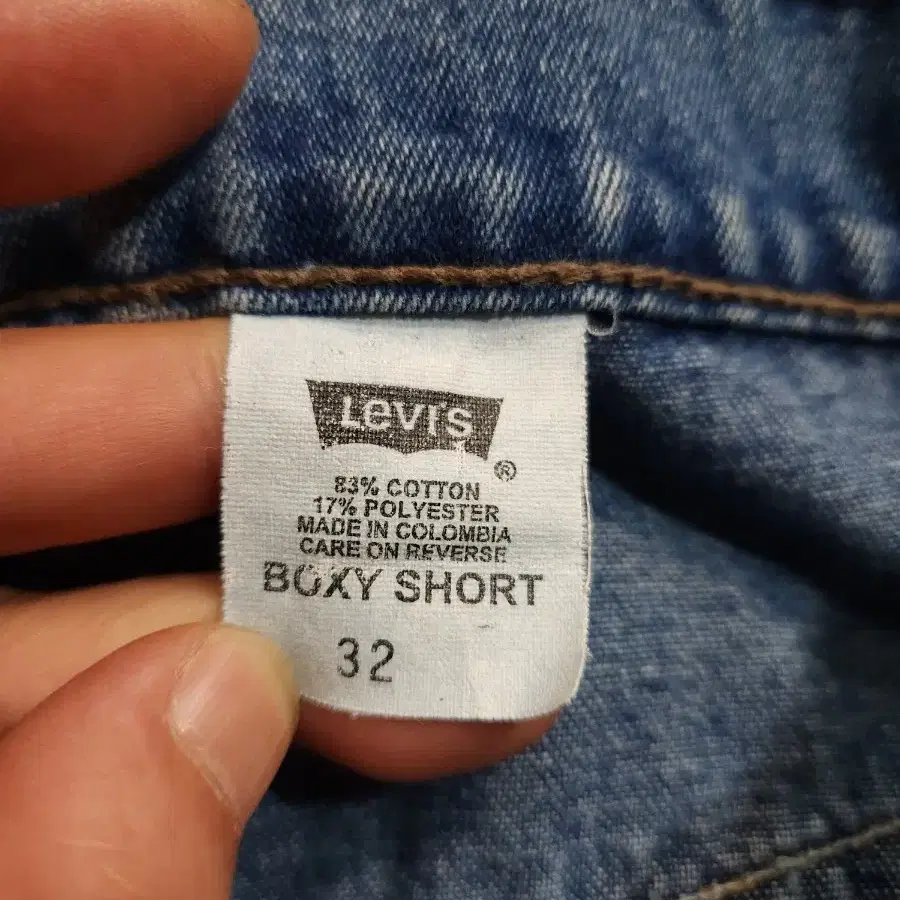 Levi's
®
83% COTTON
17% POLYESTER
MADE IN COLOMBIA
CARE ON REVERSE
BOXY SHORT
32